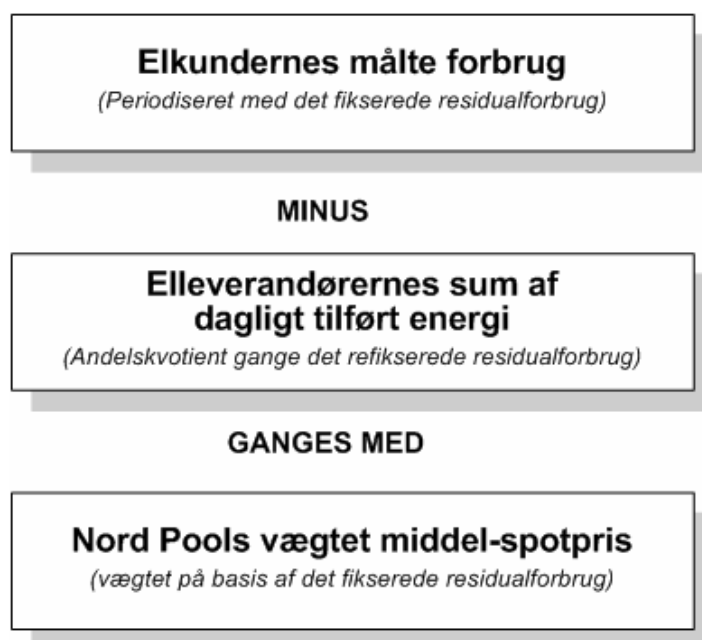 Elkundernes målte forbrug
(Periodiseret med det fikserede residualforbrug)
MINUS
Elleverandørernes sum af
dagligt tilført energi
(Andelskvotient gange det refikserede residualforbrug)
GANGES MED
Nord Pools vægtet middel-spotpris
(vægtet på basis af det fikserede residualforbrug)